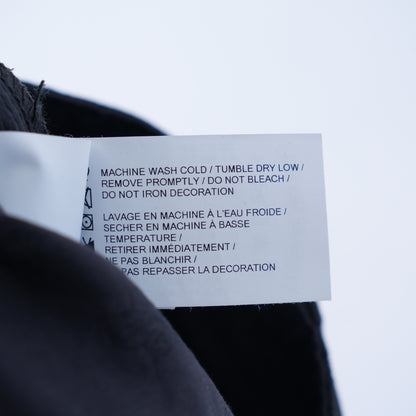 MACHINE WASH COLD / TUMBLE DRY LOW /
REMOVE PROMPTLY / DO NOT BLEACH /
DO NOT IRON DECORATION
LAVAGE EN MACHINE À L'EAU FROIDE /
SECHER EN MACHINE À BASSE
TEMPERATURE /
RETIRER IMMÉDIATEMENT /
NE PAS BLANCHIR /
PAS REPASSER LA DECORATION